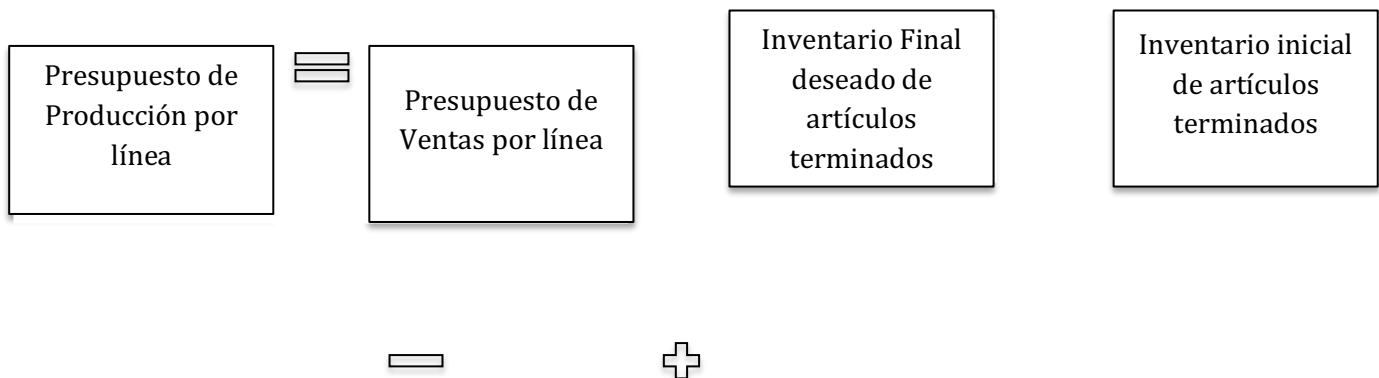 Presupuesto de
Producción por
línea
=
Presupuesto de
Ventas por línea
Inventario Final
deseado de
artículos
terminados
Inventario inicial
de artículos
terminados
−
+